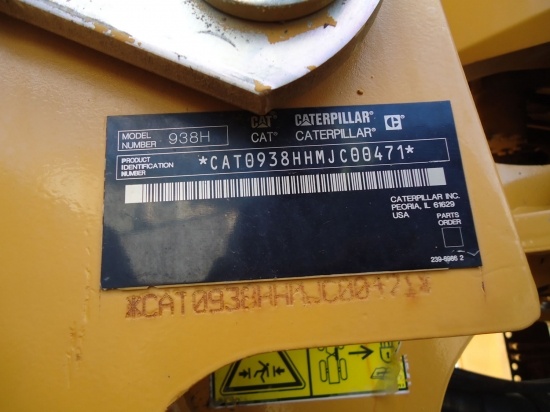 CAT® CATERPILLAR® C
CAT® CATERPILLAR®
MODEL NUMBER 938H
PRODUCT IDENTIFICATION NUMBER *CAT0938HHMJC00471*
CATERPILLAR INC.
PEORIA, IL 61629
USA
PARTS ORDER
239-6986 2
*CAT0938HHMJC00471*